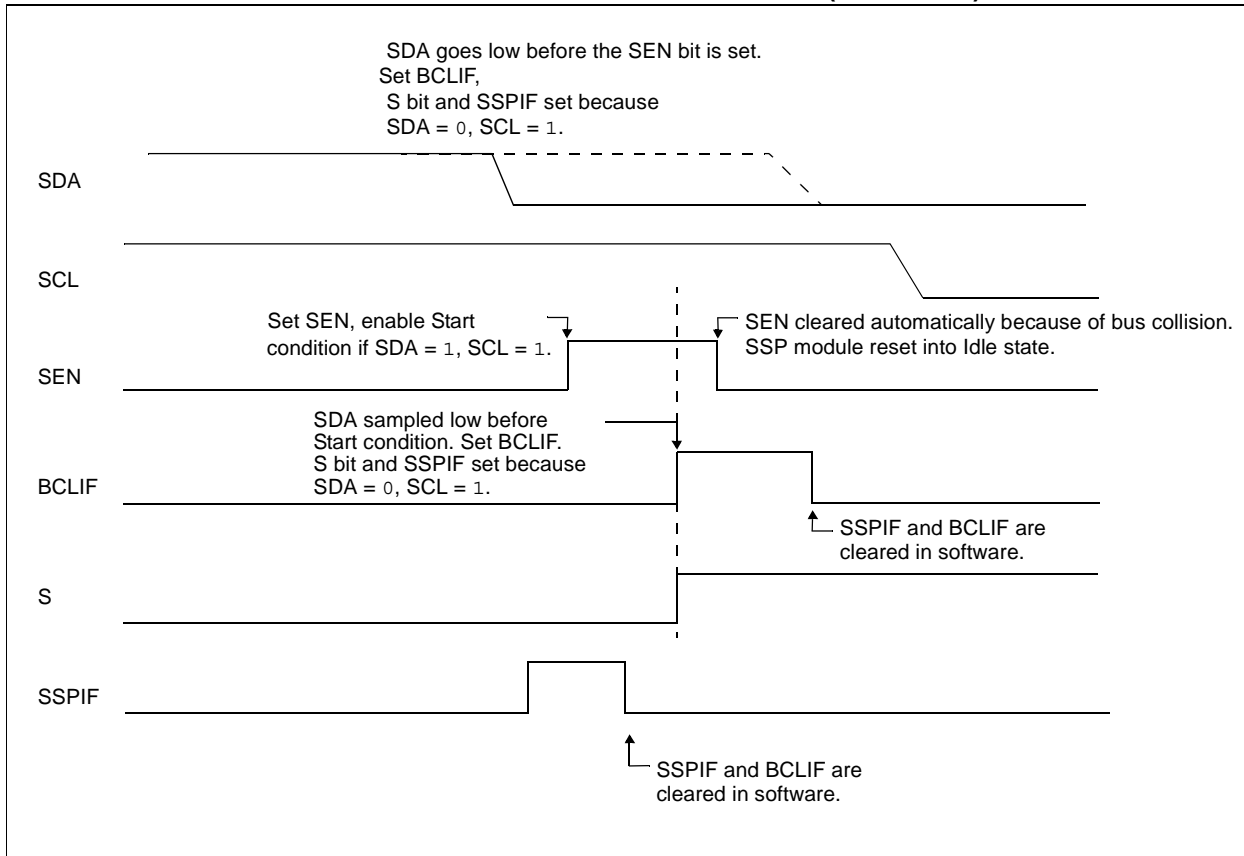 SDA goes low before the SEN bit is set.
Set BCLIF,
S bit and SSPIF set because
SDA = 0, SCL = 1.
SDA
SCL
Set SEN, enable Start
condition if SDA = 1, SCL = 1.
SEN cleared automatically because of bus collision.
SSP module reset into Idle state.
SEN
SDA sampled low before
Start condition. Set BCLIF.
S bit and SSPIF set because
SDA = 0, SCL = 1.
BCLIF
SSPIF and BCLIF are
cleared in software.
S
SSPIF
SSPIF and BCLIF are
cleared in software.